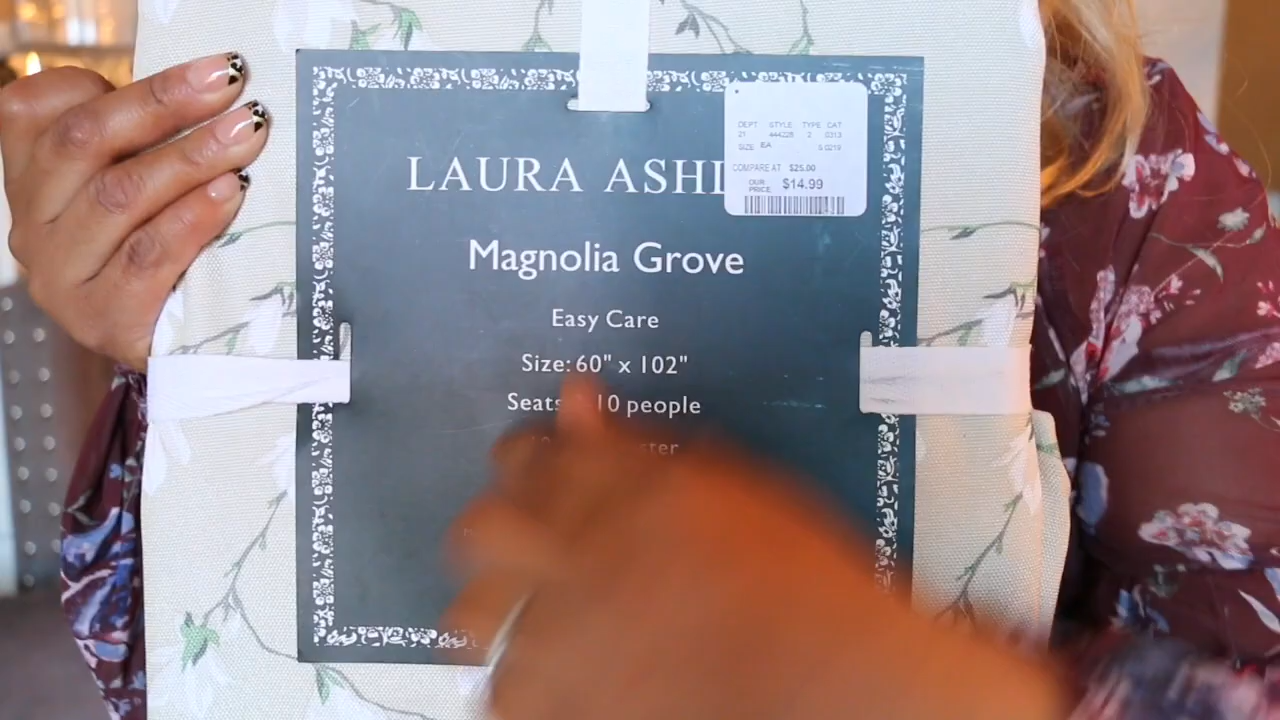 LAURA ASHL
DEPT STYLE TYPE CAT
21 444228 2 0313
SIZE EA
COMPARE AT $25.00
OUR PRICE $14.99
Magnolia Grove
Easy Care
Size: 60" x 102"
Seats 10 people